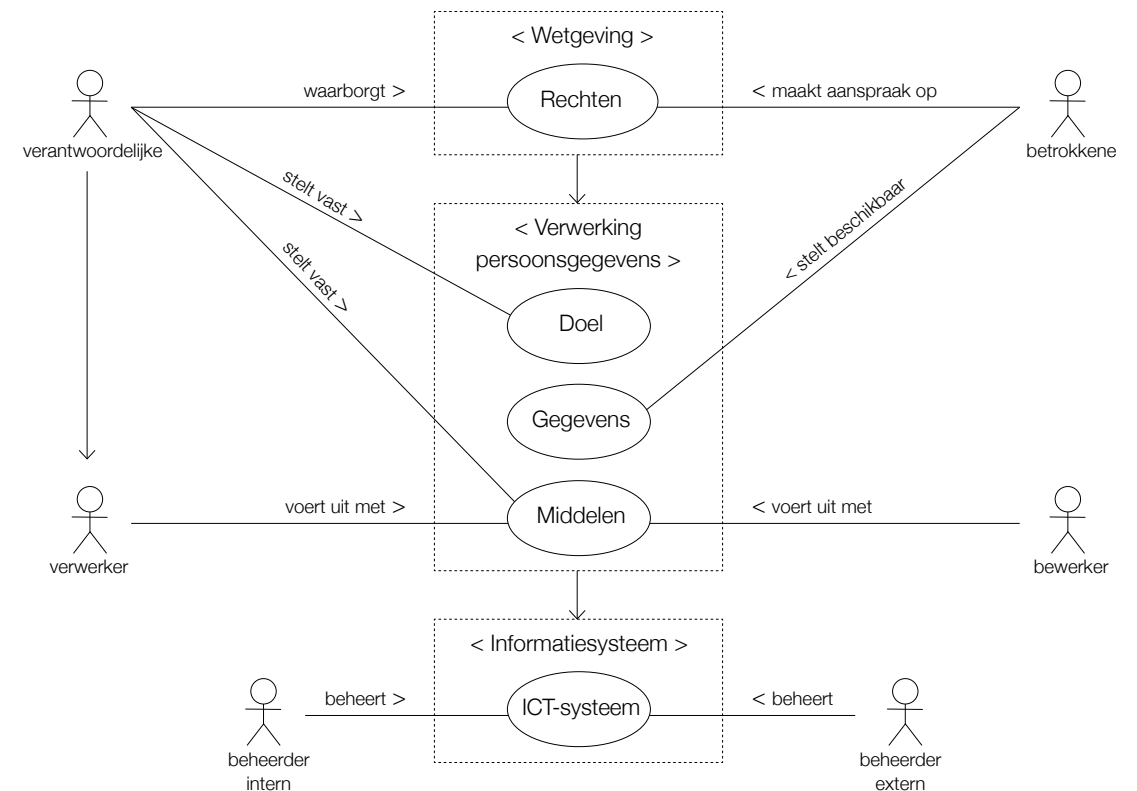 < Wetgeving >
waarborgt >
Rechten
< maakt aanspraak op
verantwoordelijke
betrokkene
stelt vast >
stelt vast >
< stelt beschikbaar
< Verwerking
persoonsgegevens >
Doel
Gegevens
voert uit met >
Middelen
< voert uit met
verwerker
bewerker
< Informatiesysteem >
beheert >
ICT-systeem
< beheert
beheerder
intern
beheerder
extern